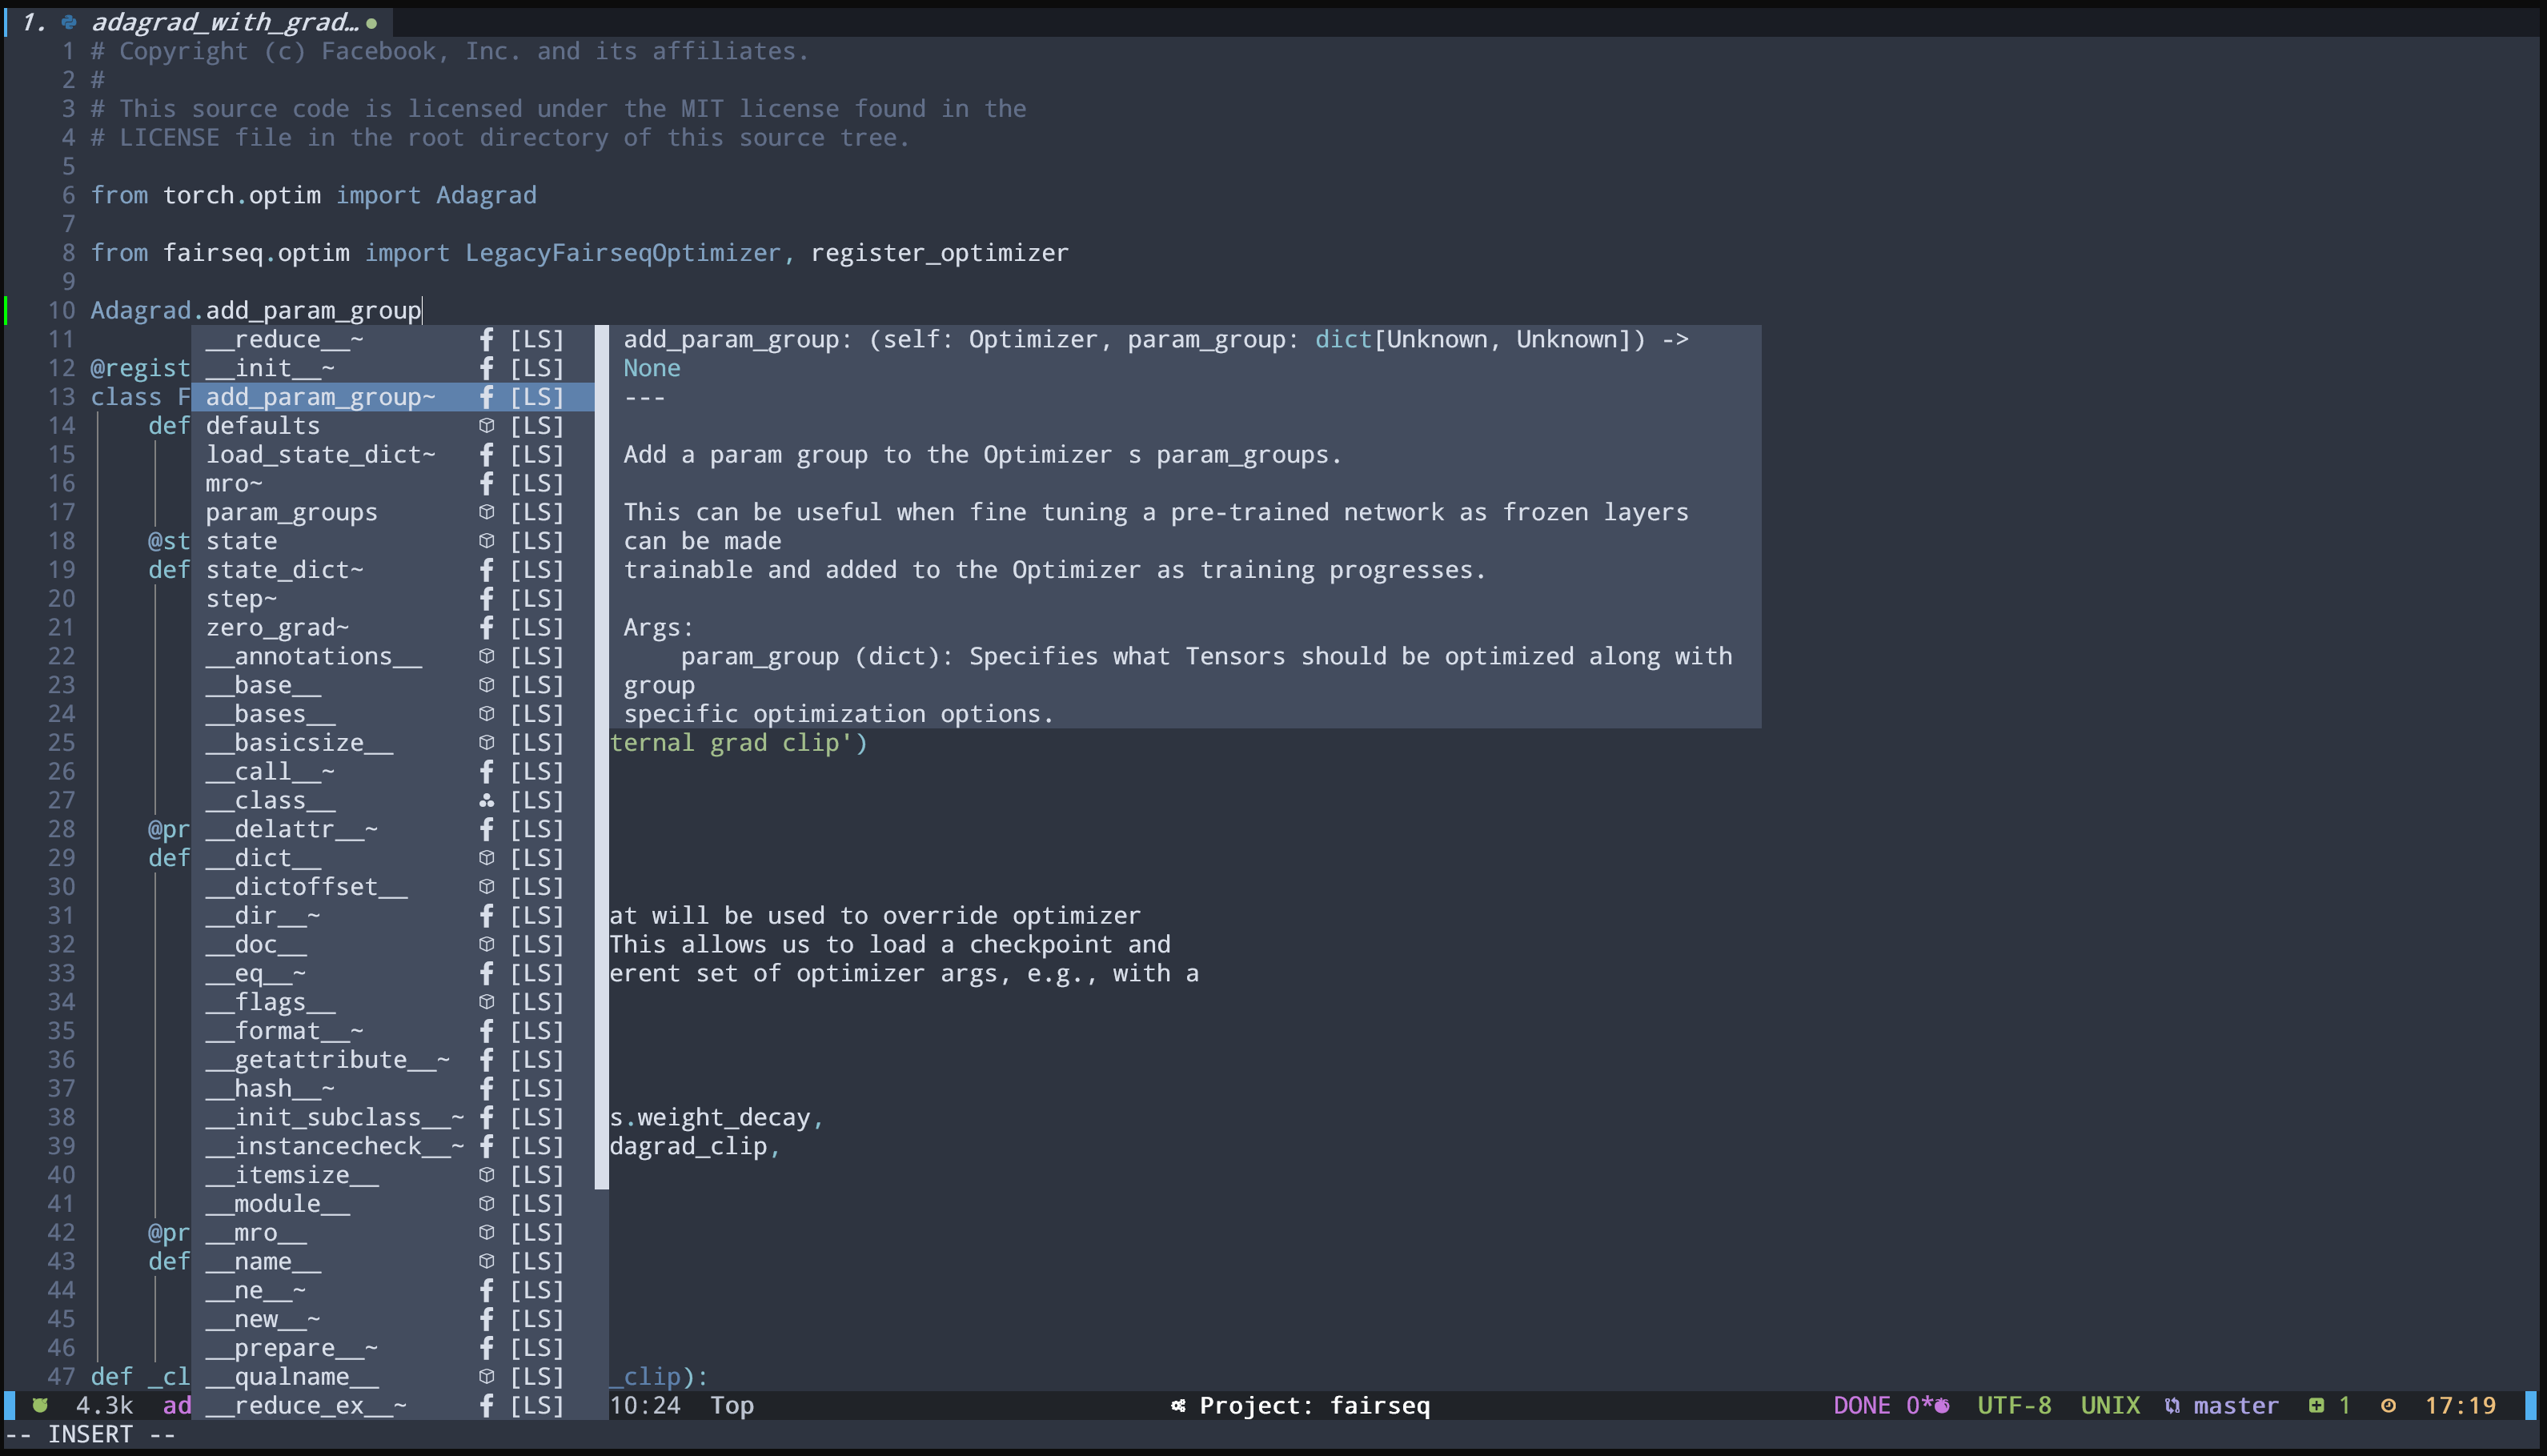 1. adagrad_with_grad…
1 # Copyright (c) Facebook, Inc. and its affiliates.
2 #
3 # This source code is licensed under the MIT license found in the
4 # LICENSE file in the root directory of this source tree.
5
6 from torch.optim import Adagrad
7
8 from fairseq.optim import LegacyFairseqOptimizer, register_optimizer
9
10 Adagrad.add_param_group
11 __reduce__~ f [LS] add_param_group: (self: Optimizer, param_group: dict[Unknown, Unknown]) ->
12 @regist __init__~ f [LS] None
13 class F add_param_group~ f [LS] ---
14 def defaults [LS]
15 load_state_dict~ f [LS] Add a param group to the Optimizer s param_groups.
16 mro~ f [LS]
17 param_groups [LS] This can be useful when fine tuning a pre-trained network as frozen layers
18 @st state [LS] can be made
19 def state_dict~ f [LS] trainable and added to the Optimizer as training progresses.
20 step~ f [LS]
21 zero_grad~ f [LS] Args:
22 __annotations__ [LS] param_group (dict): Specifies what Tensors should be optimized along with
23 __base__ [LS] group
24 __bases__ [LS] specific optimization options.
25 __basicsize__ [LS] ternal grad clip')
26 __call__~ f [LS]
27 __class__ [LS]
28 @pr __delattr__~ f [LS]
29 def __dict__ [LS]
30 __dictoffset__ [LS]
31 __dir__~ f [LS] at will be used to override optimizer
32 __doc__ [LS] This allows us to load a checkpoint and
33 __eq__~ f [LS] erent set of optimizer args, e.g., with a
34 __flags__ [LS]
35 __format__~ f [LS]
36 __getattribute__~ f [LS]
37 __hash__~ f [LS]
38 __init_subclass__~ f [LS] s.weight_decay,
39 __instancecheck__~ f [LS] dagrad_clip,
40 __itemsize__ [LS]
41 __module__ [LS]
42 @pr __mro__ [LS]
43 def __name__ [LS]
44 __ne__~ f [LS]
45 __new__~ f [LS]
46 __prepare__~ f [LS]
47 def _cl __qualname__ [LS] _clip):
4.3k ad __reduce_ex__~ f [LS] 10:24 Top Project: fairseq DONE 0* UTF-8 UNIX master 1 17:19
-- INSERT --